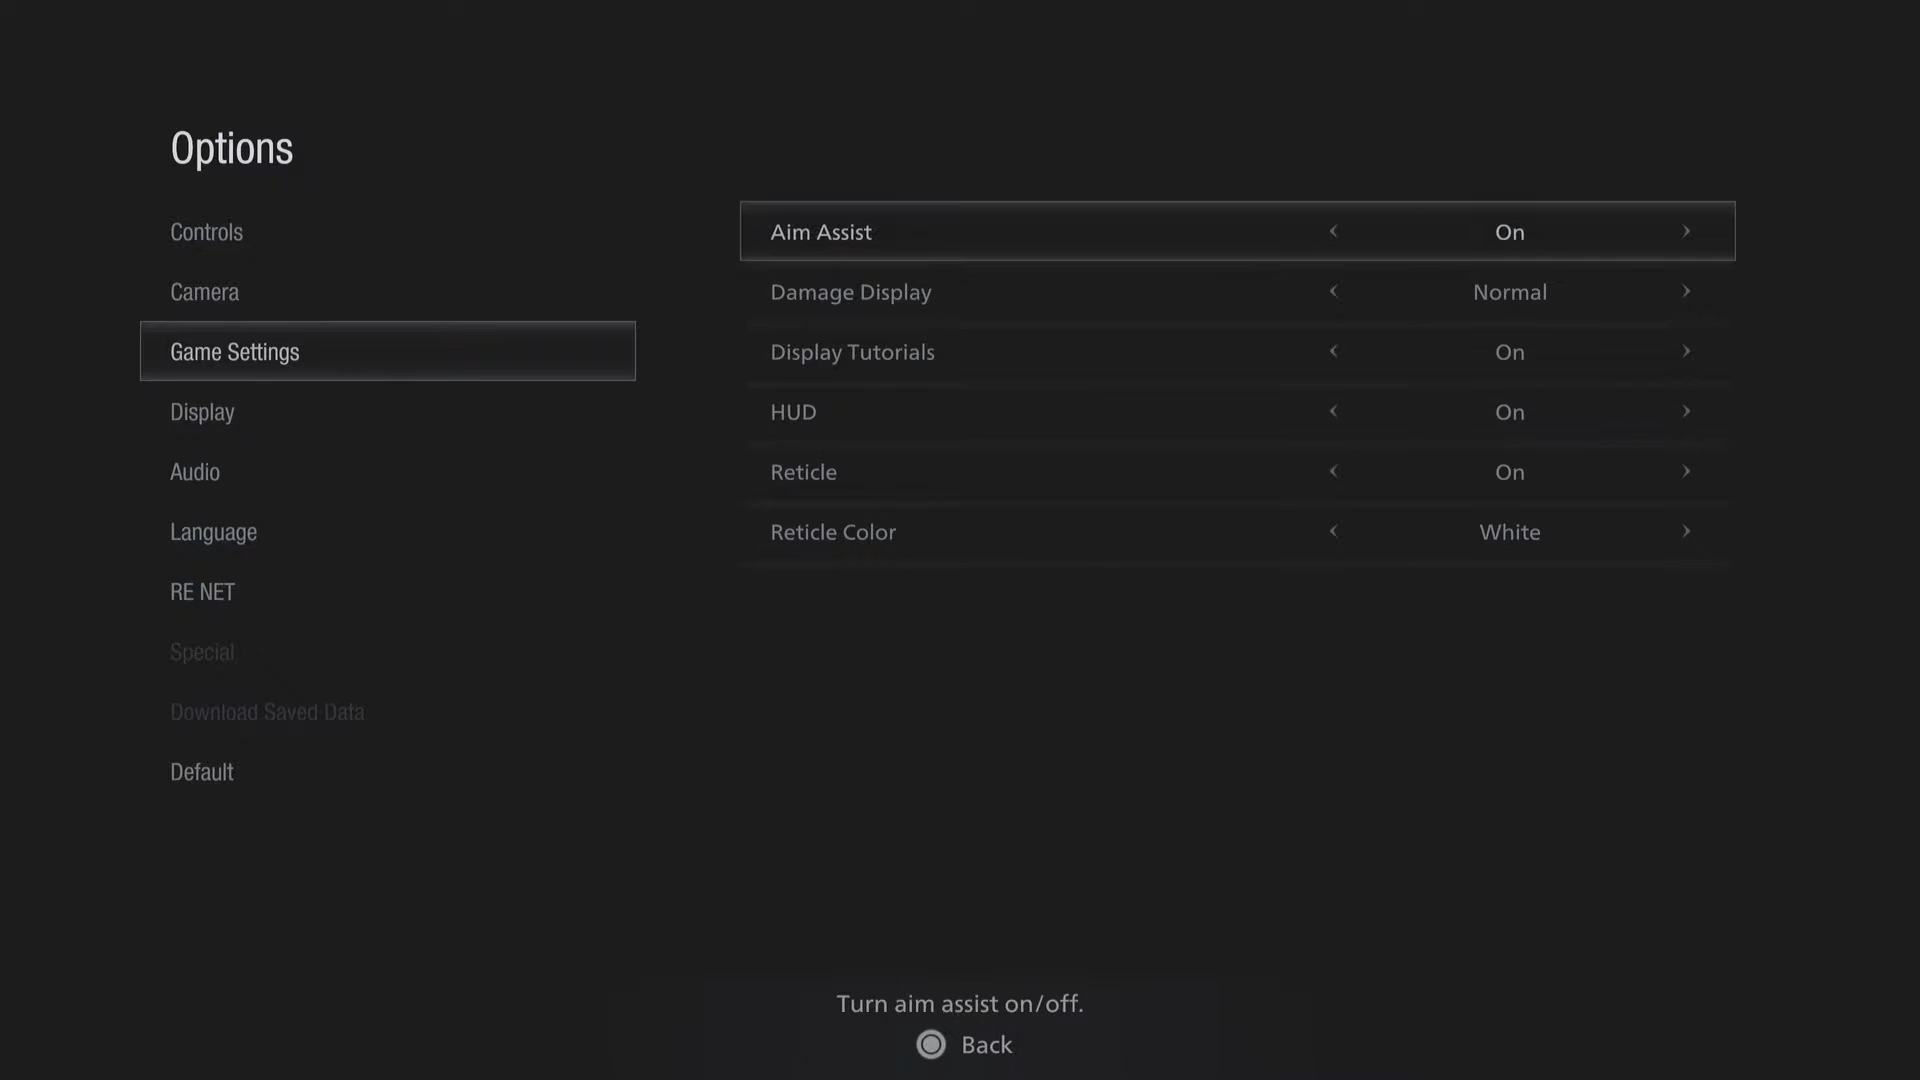 Options
Controls
Camera
Game Settings
Display
Audio
Language
RE NET
Special
Download Saved Data
Default
Aim Assist On
Damage Display Normal
Display Tutorials On
HUD On
Reticle On
Reticle Color White
Turn aim assist on/off.
Back